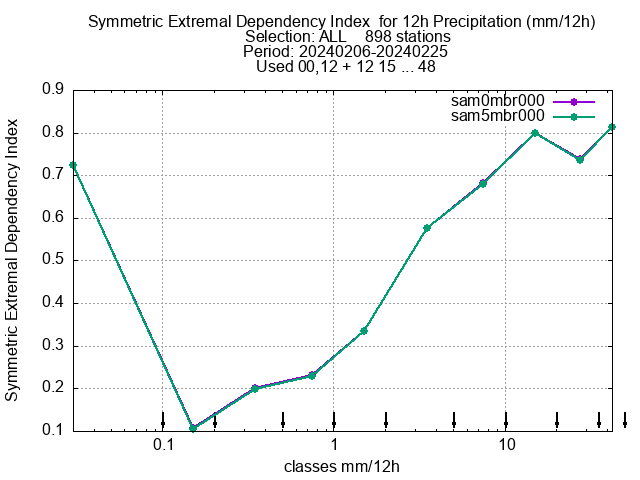 Symmetric Extremal Dependency Index  for 12h Precipitation (mm/12h)
Selection: ALL    898 stations
Period: 20240206-20240225
Used 00,12 + 12 15 ... 48
sam0mbr000
sam5mbr000
Symmetric Extremal Dependency Index
0.9
0.8
0.7
0.6
0.5
0.4
0.3
0.2
0.1
0.1
1
10
classes mm/12h